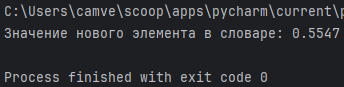 C:\Users\camve\scoop\apps\pycharm\current\
Значение нового элемента в словаре: 0.5547
Process finished with exit code 0